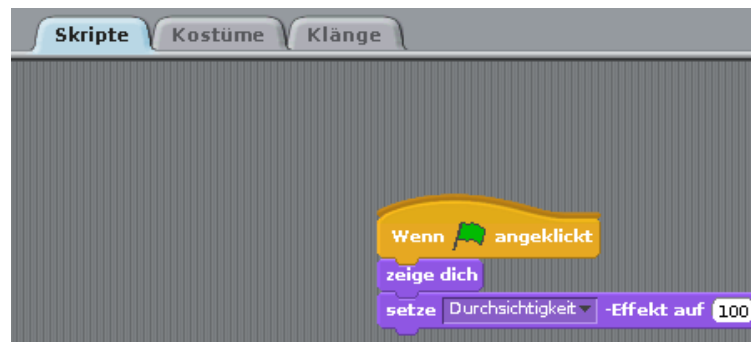 Skripte Kostüme Klänge
Wenn angeklickt
zeige dich
setze Durchsichtigkeit -Effekt auf 100